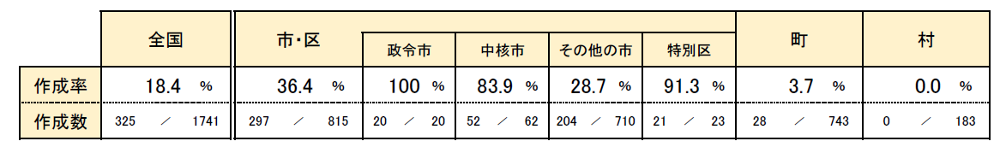 全国 市・区 町 村
政令市 中核市 その他の市 特別区
作成率 18.4 % 36.4 % 100 % 83.9 % 28.7 % 91.3 % 3.7 % 0.0 %
作成数 325 ／ 1741 297 ／ 815 20 ／ 20 52 ／ 62 204 ／ 710 21 ／ 23 28 ／ 743 0 ／ 183